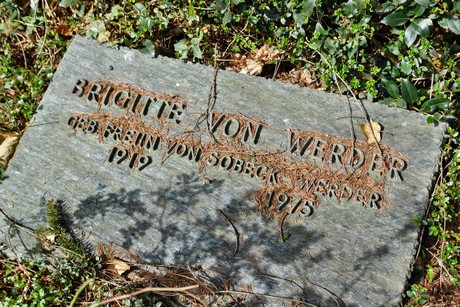 BRIGITTE VON WERDER
GEB. FREIIN VON SOBECK WERDER
1919 1975